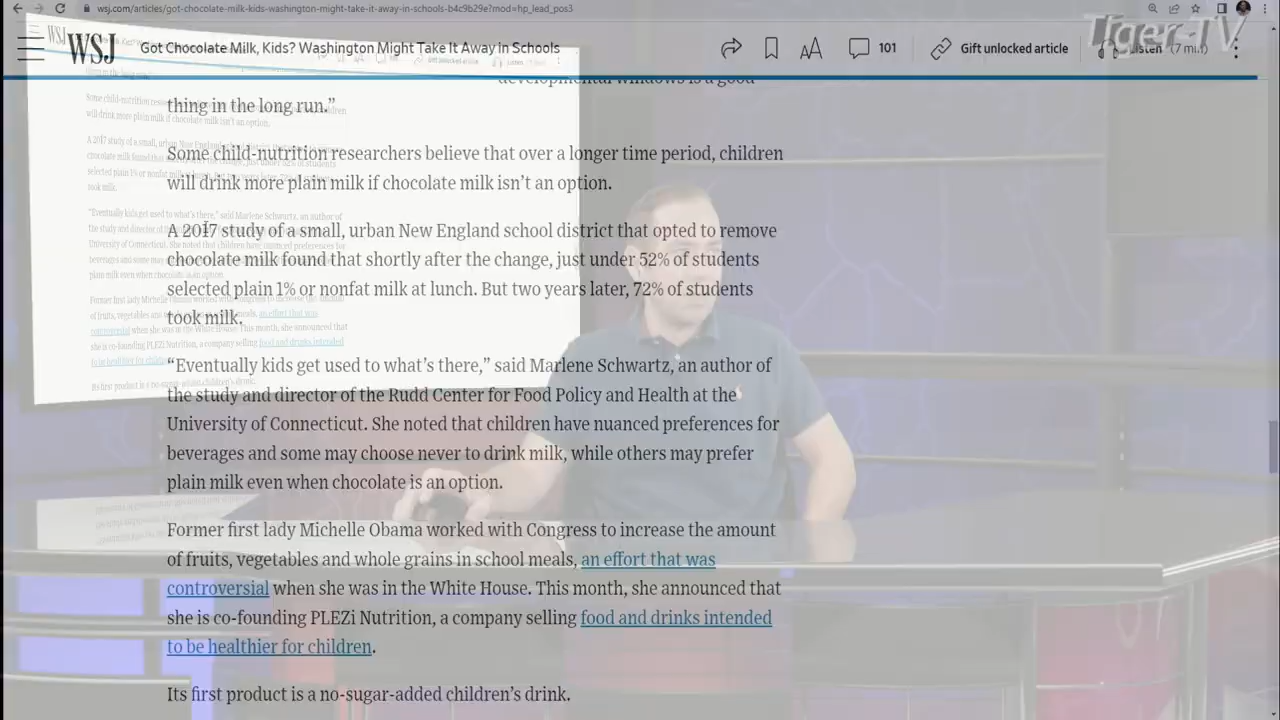 wsj.com/articles/got-chocolate-milk-kids-washington-might-take-it-away-in-schools-b4c9b29e?mod=hp_lead_pos3
Tiger-TV
WSJ
Got Chocolate Milk, Kids? Washington Might Take It Away in Schools
101
Gift unlocked article
Listen (7 min)
developmental windows is a good
thing in the long run.”
Some child-nutrition researchers believe that over a longer time period, children
will drink more plain milk if chocolate milk isn’t an option.
A 2017 study of a small, urban New England school district that opted to remove
chocolate milk found that shortly after the change, just under 52% of students
selected plain 1% or nonfat milk at lunch. But two years later, 72% of students
took milk.
“Eventually kids get used to what’s there,” said Marlene Schwartz, an author of
the study and director of the Rudd Center for Food Policy and Health at the
University of Connecticut. She noted that children have nuanced preferences for
beverages and some may choose never to drink milk, while others may prefer
plain milk even when chocolate is an option.
Former first lady Michelle Obama worked with Congress to increase the amount
of fruits, vegetables and whole grains in school meals, an effort that was
controversial when she was in the White House. This month, she announced that
she is co-founding PLEZi Nutrition, a company selling food and drinks intended
to be healthier for children.
Its first product is a no-sugar-added children’s drink.